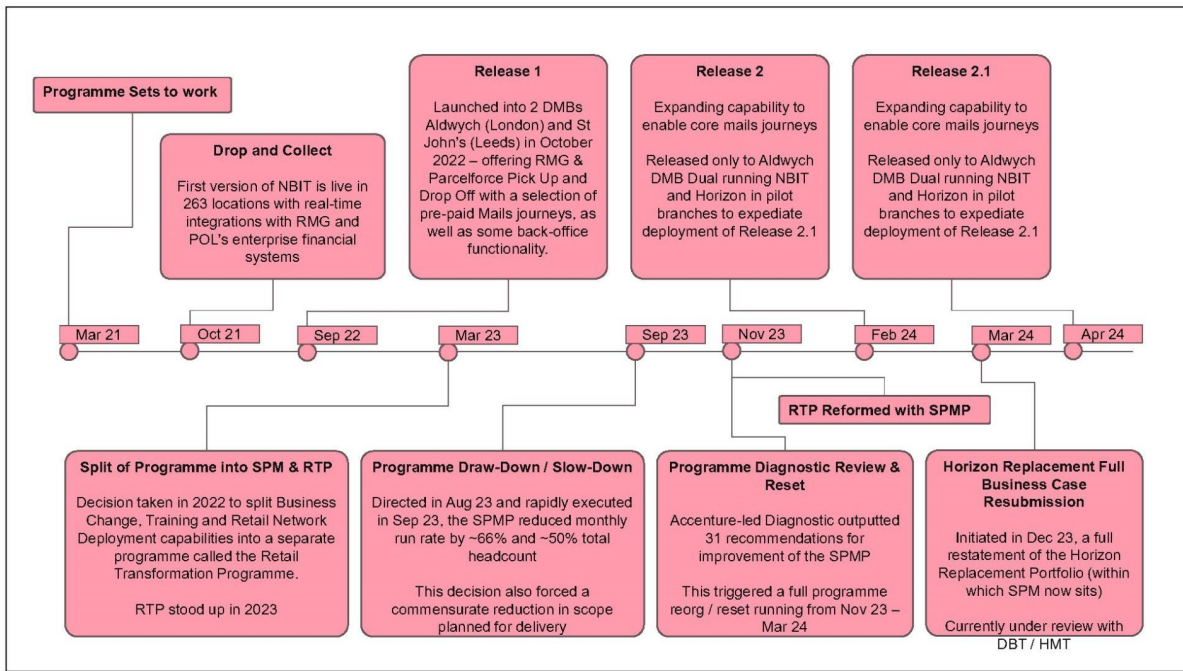 Programme Sets to work
Drop and Collect
First version of NBIT is live in
263 locations with real-time
integrations with RMG and
POL's enterprise financial
systems
Release 1
Launched into 2 DMBs
Aldwych (London) and St
John's (Leeds) in October
2022 – offering RMG &
Parcelforce Pick Up and
Drop Off with a selection of
pre-paid Mails journeys, as
well as some back-office
functionality.
Release 2
Expanding capability to
enable core mails journeys
Released only to Aldwych
DMB Dual running NBIT
and Horizon in pilot
branches to expediate
deployment of Release 2.1
Release 2.1
Expanding capability to
enable core mails journeys
Released only to Aldwych
DMB Dual running NBIT
and Horizon in pilot
branches to expediate
deployment of Release 2.1
Mar 21
Oct 21
Sep 22
Mar 23
Sep 23
Nov 23
Feb 24
Mar 24
Apr 24
RTP Reformed with SPMP
Split of Programme into SPM & RTP
Decision taken in 2022 to split Business
Change, Training and Retail Network
Deployment capabilities into a separate
programme called the Retail
Transformation Programme.
RTP stood up in 2023
Programme Draw-Down / Slow-Down
Directed in Aug 23 and rapidly executed
in Sep 23, the SPMP reduced monthly
run rate by ~66% and ~50% total
headcount
This decision also forced a
commensurate reduction in scope
planned for delivery
Programme Diagnostic Review &
Reset
Accenture-led Diagnostic outputted
31 recommendations for
improvement of the SPMP
This triggered a full programme
reorg / reset running from Nov 23 –
Mar 24
Horizon Replacement Full
Business Case
Resubmission
Initiated in Dec 23, a full
restatement of the Horizon
Replacement Portfolio (within
which SPM now sits)
Currently under review with
DBT / HMT